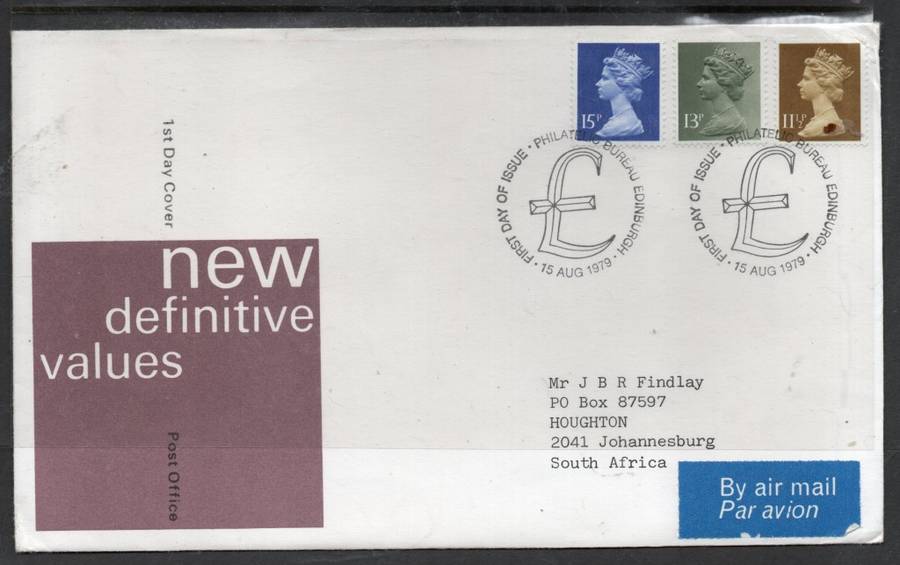 1st Day Cover
new
definitive
values
Post Office
15P
13P
11½P
FIRST DAY OF ISSUE • PHILATELIC BUREAU EDINBURGH •
15 AUG 1979
£
FIRST DAY OF ISSUE • PHILATELIC BUREAU EDINBURGH •
15 AUG 1979
£
Mr J B R Findlay
PO Box 87597
HOUGHTON
2041 Johannesburg
South Africa
By air mail
Par avion